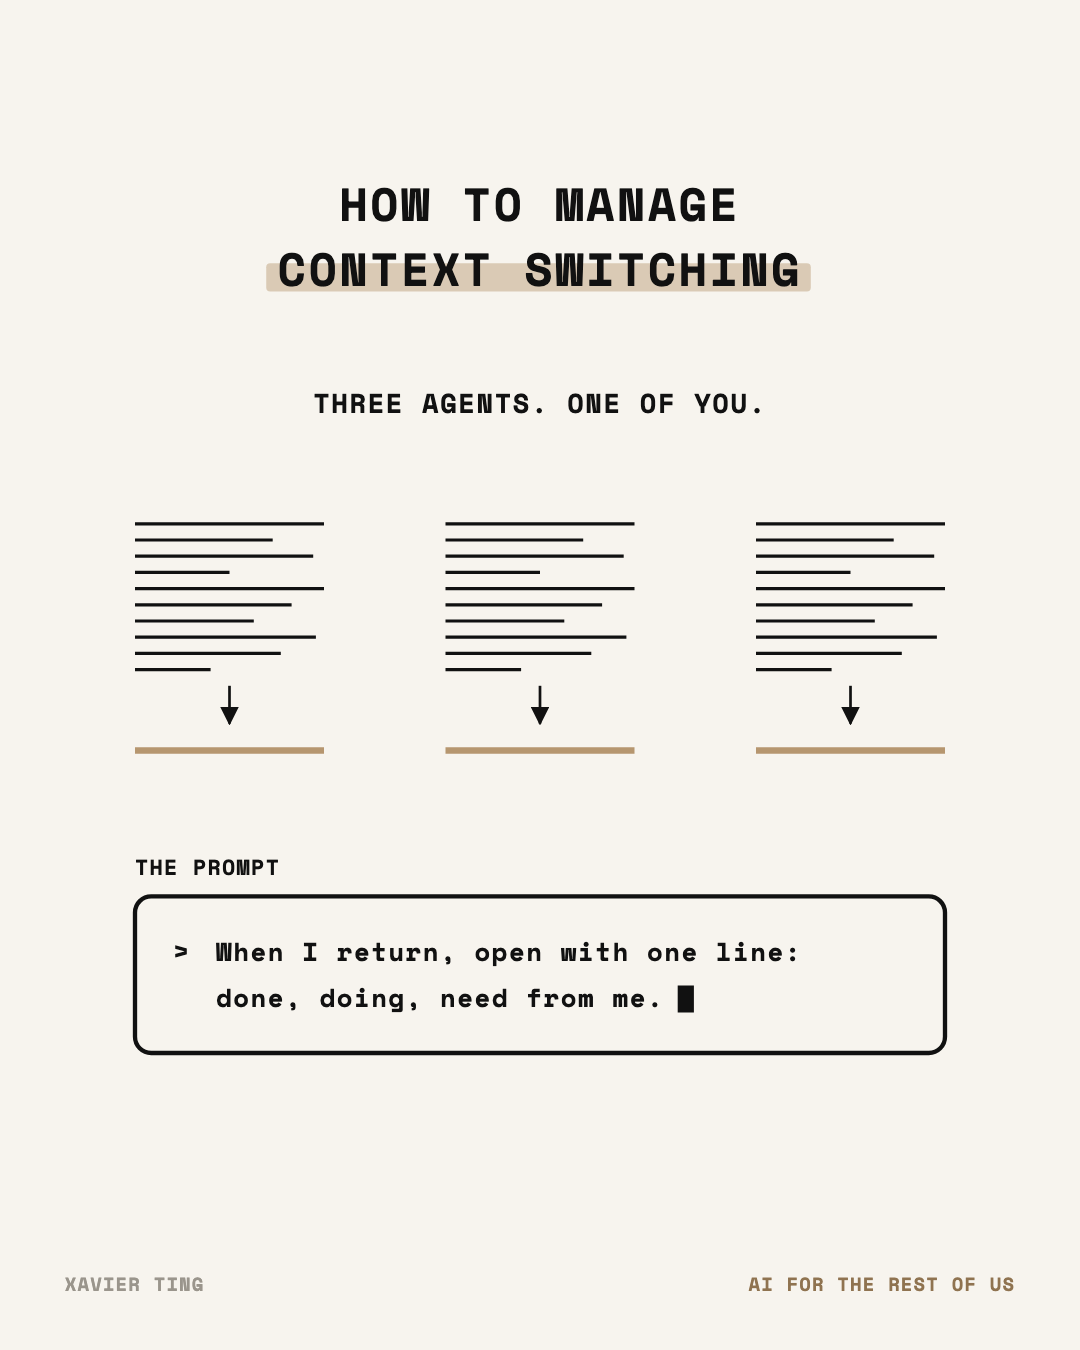 HOW TO MANAGE
CONTEXT SWITCHING
THREE AGENTS. ONE OF YOU.
THE PROMPT
> When I return, open with one line:
done, doing, need from me.
XAVIER TING
AI FOR THE REST OF US